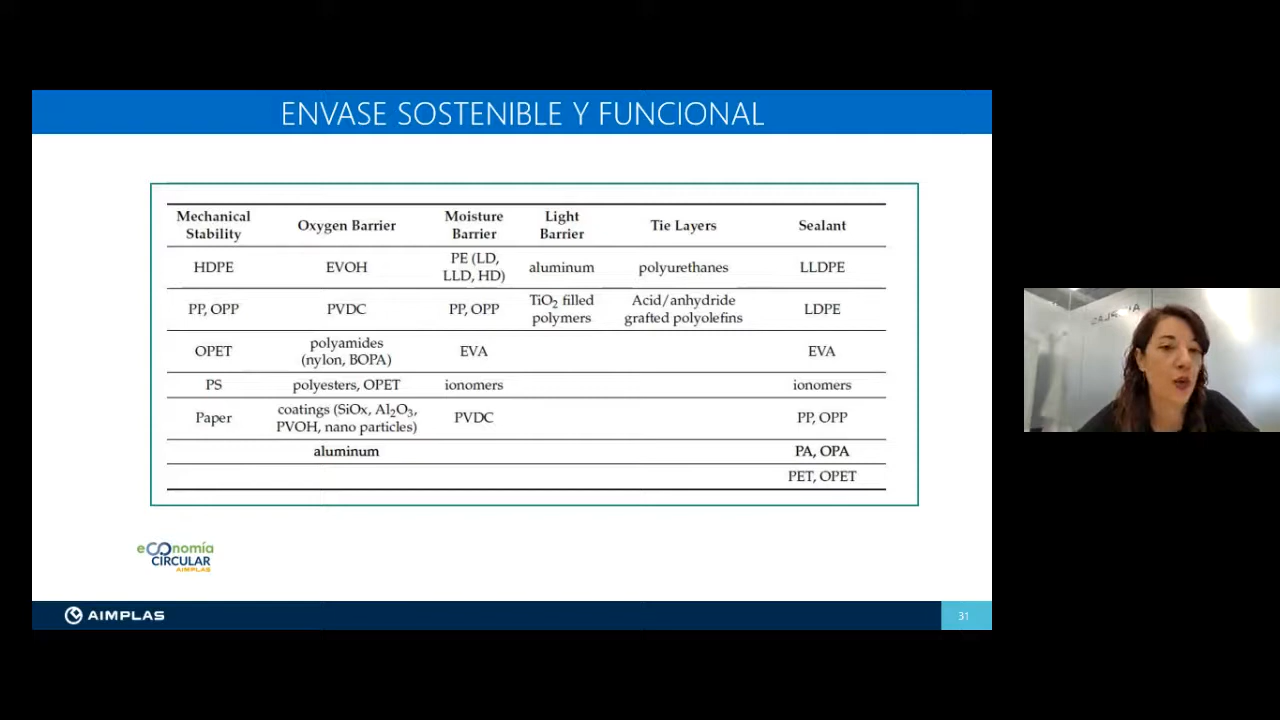 ENVASE SOSTENIBLE Y FUNCIONAL
Mechanical Stability	Oxygen Barrier	Moisture Barrier	Light Barrier	Tie Layers	Sealant
HDPE	EVOH	PE (LD, LLD, HD)	aluminum	polyurethanes	LLDPE
PP, OPP	PVDC	PP, OPP	TiO₂ filled polymers	Acid/anhydride grafted polyolefins	LDPE
OPET	polyamides (nylon, BOPA)	EVA	EVA
PS	polyesters, OPET	ionomers	ionomers
Paper	coatings (SiOx, Al₂O₃, PVOH, nano particles)	PVDC	PP, OPP
aluminum	PA, OPA
PET, OPET
economía
CIRCULAR
AIMPLAS
AIMPLAS
31